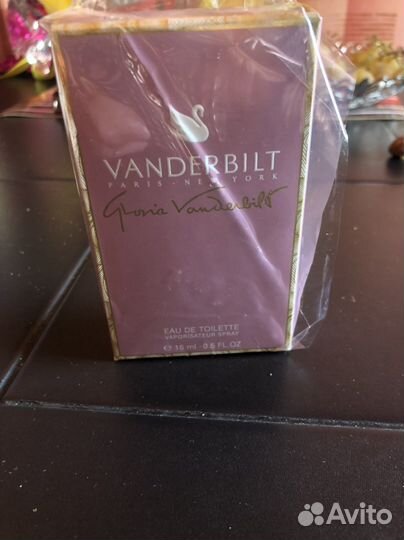 VANDERBILT
PARIS - NEW YORK
Gloria Vanderbilt
EAU DE TOILETTE
VAPORISATEUR SPRAY
℮ 15 ml - 0.5 FL.OZ
Avito